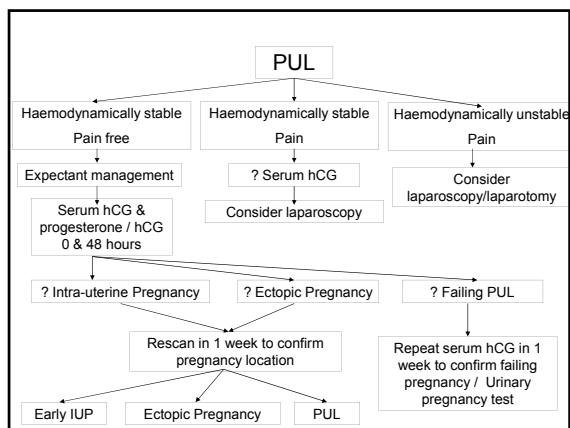 PUL
Haemodynamically stable
Pain free
Haemodynamically stable
Pain
Haemodynamically unstable
Pain
Expectant management
? Serum hCG
Consider
laparoscopy/laparotomy
Serum hCG &
progesterone / hCG
0 & 48 hours
Consider laparoscopy
? Intra-uterine Pregnancy
? Ectopic Pregnancy
? Failing PUL
Rescan in 1 week to confirm
pregnancy location
Repeat serum hCG in 1
week to confirm failing
pregnancy / Urinary
pregnancy test
Early IUP
Ectopic Pregnancy
PUL